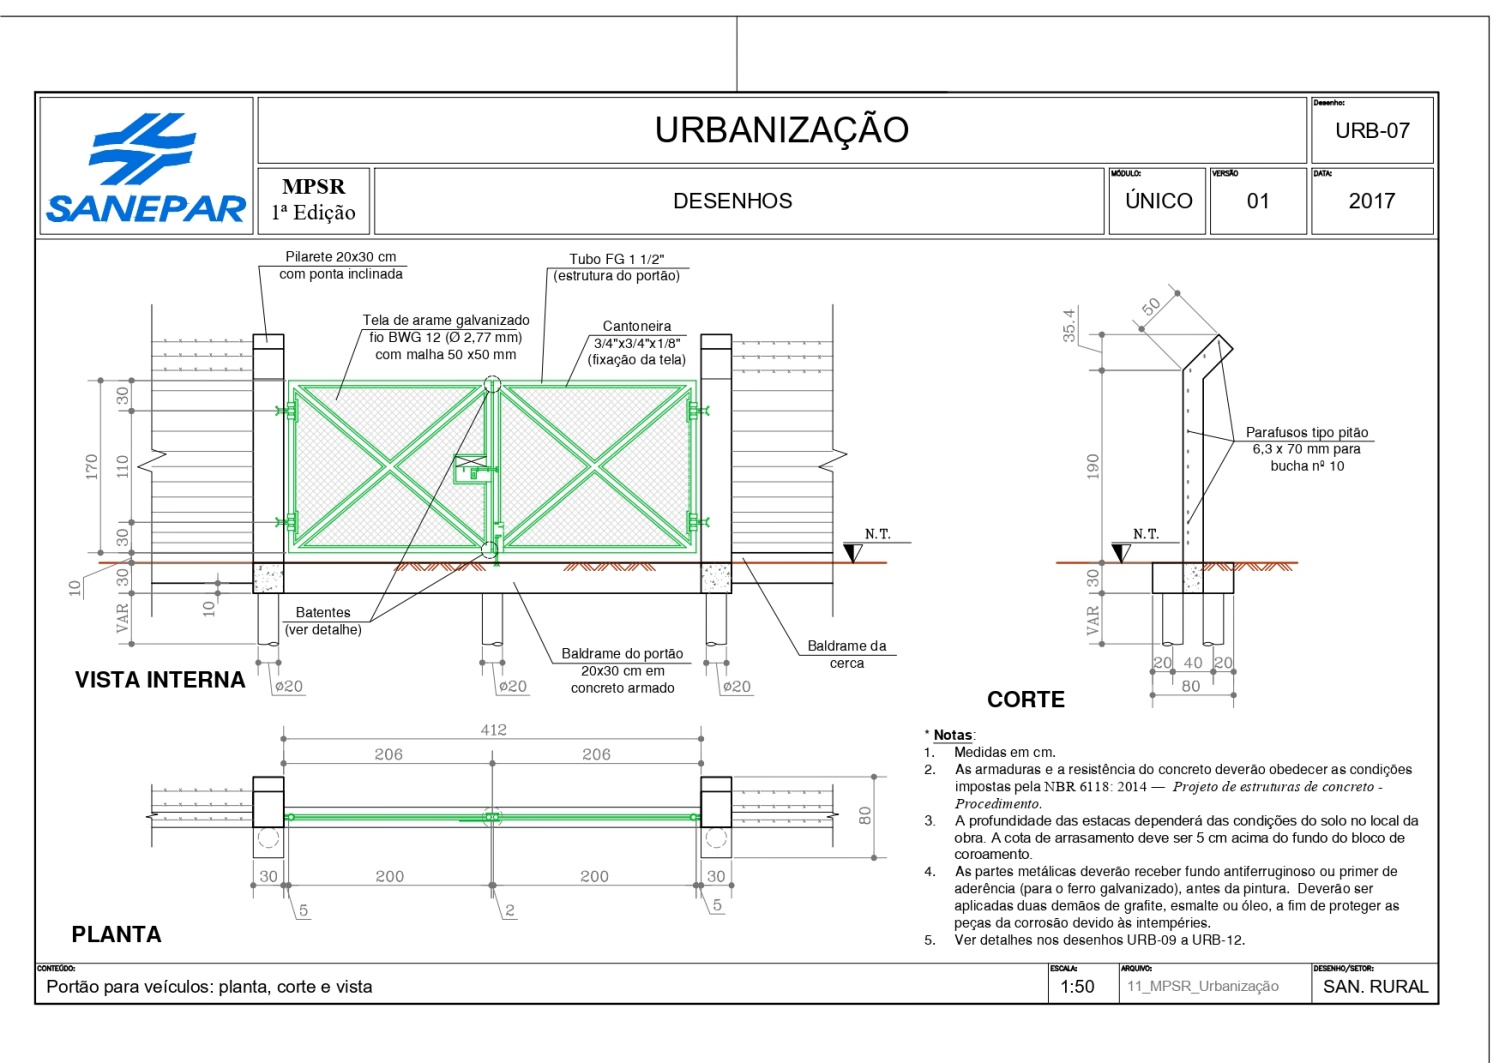 SANEPAR
URBANIZAÇÃO
Desenho:
URB-07
MPSR
1ª Edição
DESENHOS
MÓDULO:
ÚNICO
VERSÃO
01
DATA:
2017
Pilarete 20x30 cm
com ponta inclinada
Tubo FG 1 1/2"
(estrutura do portão)
Tela de arame galvanizado
fio BWG 12 (Ø 2,77 mm)
com malha 50 x50 mm
Cantoneira
3/4"x3/4"x1/8"
(fixação da tela)
30
170
110
30
10
30
VAR
10
N.T.
Batentes
(ver detalhe)
Baldrame do portão
20x30 cm em
concreto armado
Baldrame da
cerca
ø20
ø20
ø20
VISTA INTERNA
50
35.4
190
Parafusos tipo pitão
6,3 x 70 mm para
bucha nº 10
N.T.
30
VAR
20 40 20
80
CORTE
412
206 206
80
30 200 200 30
5 2 5
PLANTA
* Notas:
1. Medidas em cm.
2. As armaduras e a resistência do concreto deverão obedecer as condições
impostas pela NBR 6118: 2014 — Projeto de estruturas de concreto -
Procedimento.
3. A profundidade das estacas dependerá das condições do solo no local da
obra. A cota de arrasamento deve ser 5 cm acima do fundo do bloco de
coroamento.
4. As partes metálicas deverão receber fundo antiferruginoso ou primer de
aderência (para o ferro galvanizado), antes da pintura. Deverão ser
aplicadas duas demãos de grafite, esmalte ou óleo, a fim de proteger as
peças da corrosão devido às intempéries.
5. Ver detalhes nos desenhos URB-09 a URB-12.
CONTEÚDO:
Portão para veículos: planta, corte e vista
ESCALA:
1:50
ARQUIVO:
11_MPSR_Urbanização
DESENHO/SETOR:
SAN. RURAL